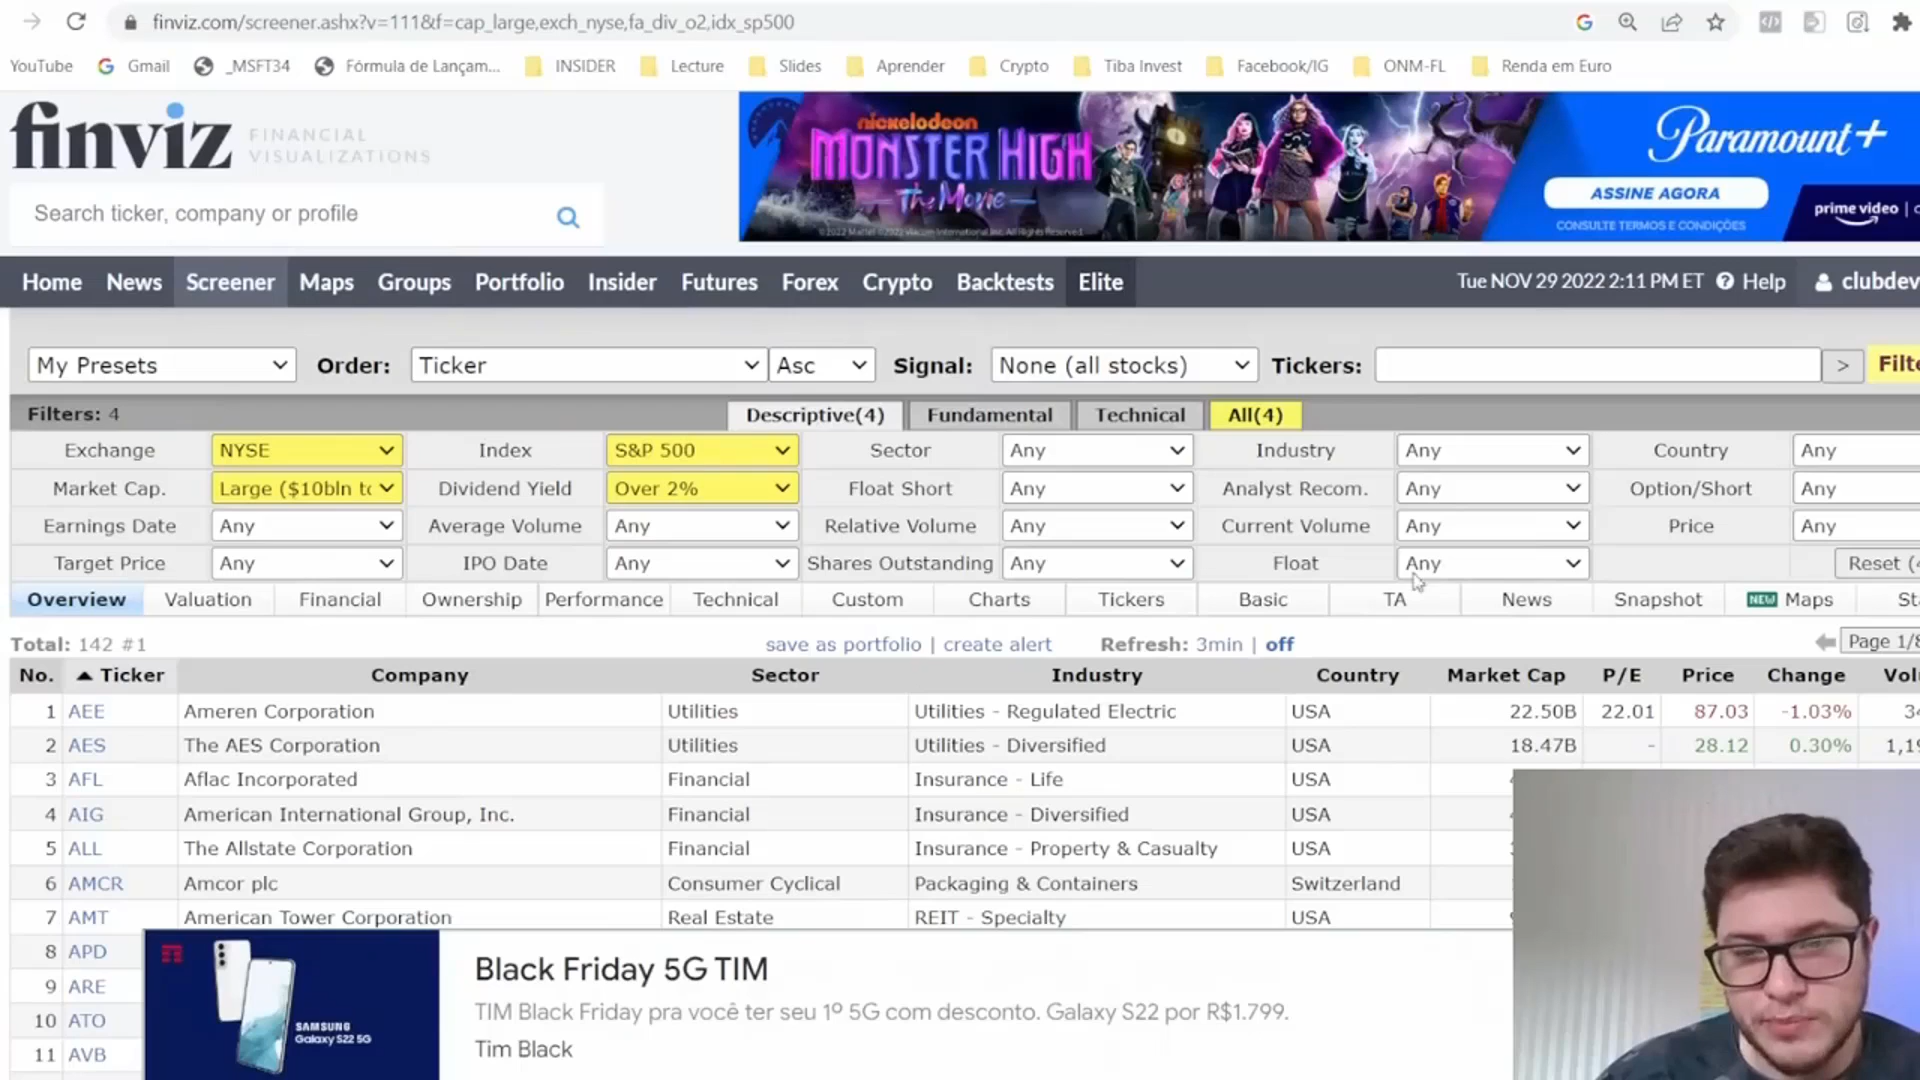 finviz.com/screener.ashx?v=111&f=cap_large,exch_nyse,fa_div_o2,idx_sp500
YouTube Gmail _MSFT34 Fórmula de Lançam... INSIDER Lecture Slides Aprender Crypto Tiba Invest Facebook/IG ONM-FL Renda em Euro
finviz FINANCIAL VISUALIZATIONS
nickelodeon
MONSTER HIGH
The Movie
Paramount+
ASSINE AGORA
CONSULTE TERMOS E CONDIÇÕES
prime video
Search ticker, company or profile
Home News Screener Maps Groups Portfolio Insider Futures Forex Crypto Backtests Elite Tue NOV 29 2022 2:11 PM ET Help clubdev
My Presets Order: Ticker Asc Signal: None (all stocks) Tickers: > Filte
Filters: 4 Descriptive(4) Fundamental Technical All(4)
Exchange NYSE Index S&P 500 Sector Any Industry Any Country Any
Market Cap. Large ($10bln to Dividend Yield Over 2% Float Short Any Analyst Recom. Any Option/Short Any
Earnings Date Any Average Volume Any Relative Volume Any Current Volume Any Price Any
Target Price Any IPO Date Any Shares Outstanding Any Float Any Reset (4
Overview Valuation Financial Ownership Performance Technical Custom Charts Tickers Basic TA News Snapshot NEW Maps St
Total: 142 #1 save as portfolio | create alert Refresh: 3min | off Page 1/8
No. Ticker Company Sector Industry Country Market Cap P/E Price Change Volu
1 AEE Ameren Corporation Utilities Utilities - Regulated Electric USA 22.50B 22.01 87.03 -1.03% 34
2 AES The AES Corporation Utilities Utilities - Diversified USA 18.47B - 28.12 0.30% 1,19
3 AFL Aflac Incorporated Financial Insurance - Life USA
4 AIG American International Group, Inc. Financial Insurance - Diversified USA
5 ALL The Allstate Corporation Financial Insurance - Property & Casualty USA
6 AMCR Amcor plc Consumer Cyclical Packaging & Containers Switzerland
7 AMT American Tower Corporation Real Estate REIT - Specialty USA
8 APD
9 ARE
10 ATO
11 AVB
SAMSUNG
Galaxy S22 5G
Black Friday 5G TIM
TIM Black Friday pra você ter seu 1º 5G com desconto. Galaxy S22 por R$1.799.
Tim Black